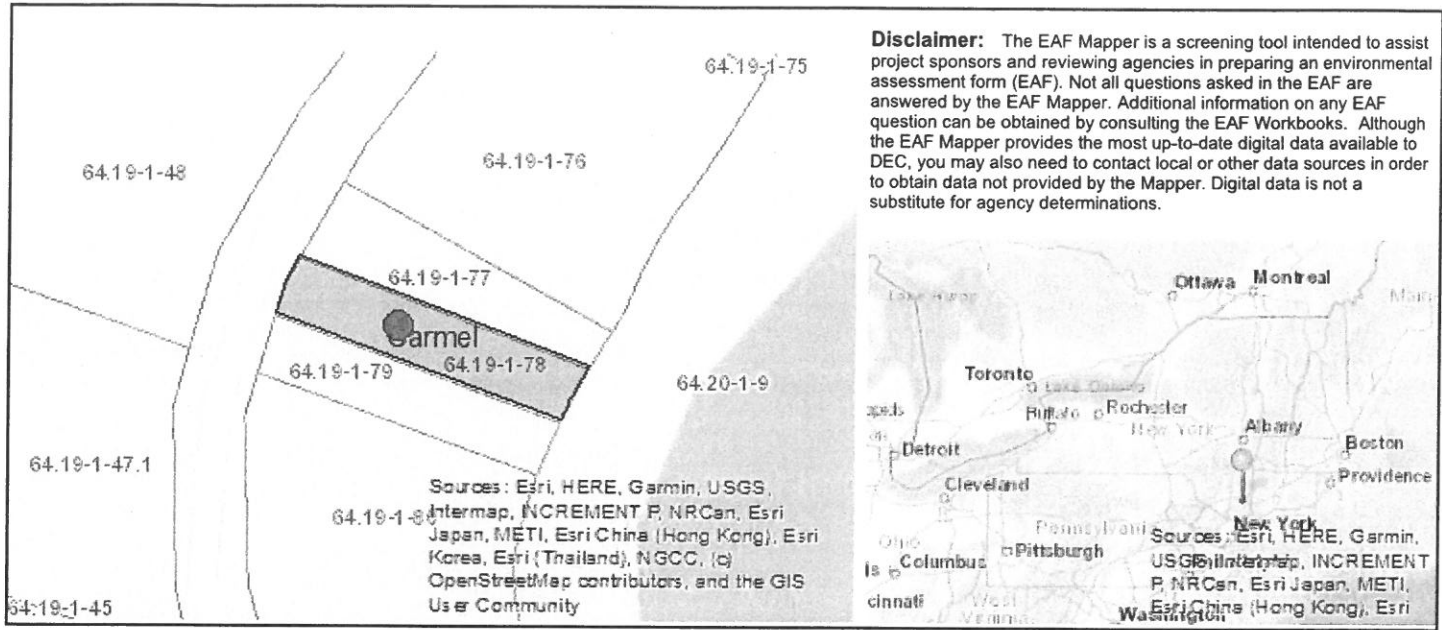 64.19-1-75
64.19-1-48
64.19-1-76
64.19-1-77
64.19-1-78
64.19-1-79
64.20-1-9
64.19-1-47.1
64.19-1-45
Sources: Esri, HERE, Garmin, USGS,
Intermap, INCREMENT P, NRCan, Esri
Japan, METI, Esri China (Hong Kong), Esri
Korea, Esri (Thailand), NGCC, (c)
OpenStreetMap contributors, and the GIS
User Community
Disclaimer: The EAF Mapper is a screening tool intended to assist
project sponsors and reviewing agencies in preparing an environmental
assessment form (EAF). Not all questions asked in the EAF are
answered by the EAF Mapper. Additional information on any EAF
question can be obtained by consulting the EAF Workbooks. Although
the EAF Mapper provides the most up-to-date digital data available to
DEC, you may also need to contact local or other data sources in order
to obtain data not provided by the Mapper. Digital data is not a
substitute for agency determinations.
Ottawa
Montreal
Toronto
Lake Ontario
Buffalo
Rochester
New York
Albany
Boston
Detroit
Providence
Cleveland
New York
Pennsylvania
Ohio
Pittsburgh
Columbus
cinnati
West
Washington
Sources: Esri, HERE, Garmin,
INCREMENT
P, NRCan, Esri Japan, METI,
Esri China (Hong Kong), Esri